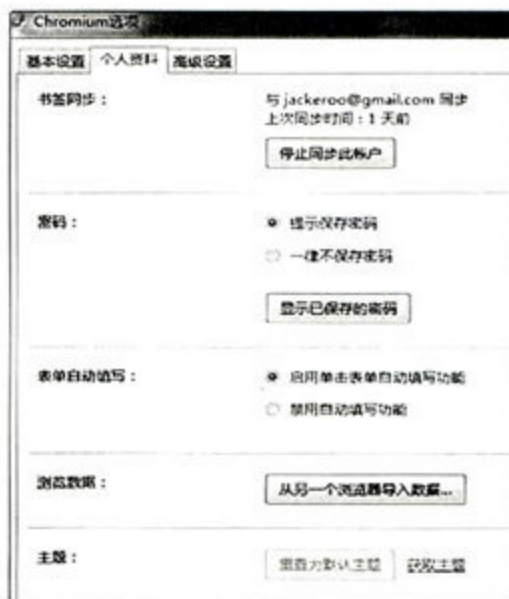 Chromium选项
基本设置 个人资料 高级设置
书签同步： 与 jackeroo@gmail.com 同步
上次同步时间：1 天前
停止同步此帐户
密码： 提示保存密码
一律不保存密码
显示已保存的密码
表单自动填写： 启用单击表单自动填写功能
禁用自动填写功能
浏览数据： 从另一个浏览器导入数据...
主题： 重置为默认主题 获取主题